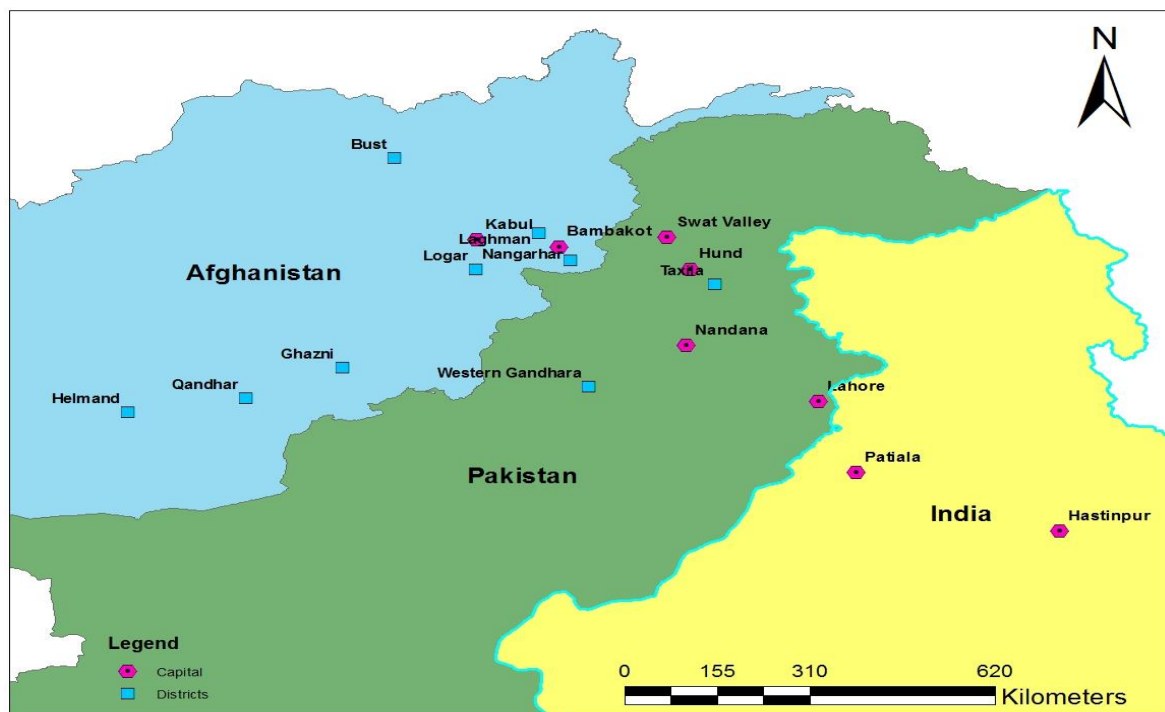 N
Bust
Kabul
Laghman
Bambakot
Swat Valley
Logar
Nangarhar
Hund
Taxila
Afghanistan
Nandana
Ghazni
Western Gandhara
Qandhar
Helmand
Lahore
Patiala
Pakistan
India
Hastinpur
Legend
Capital
Districts
0 155 310 620
Kilometers